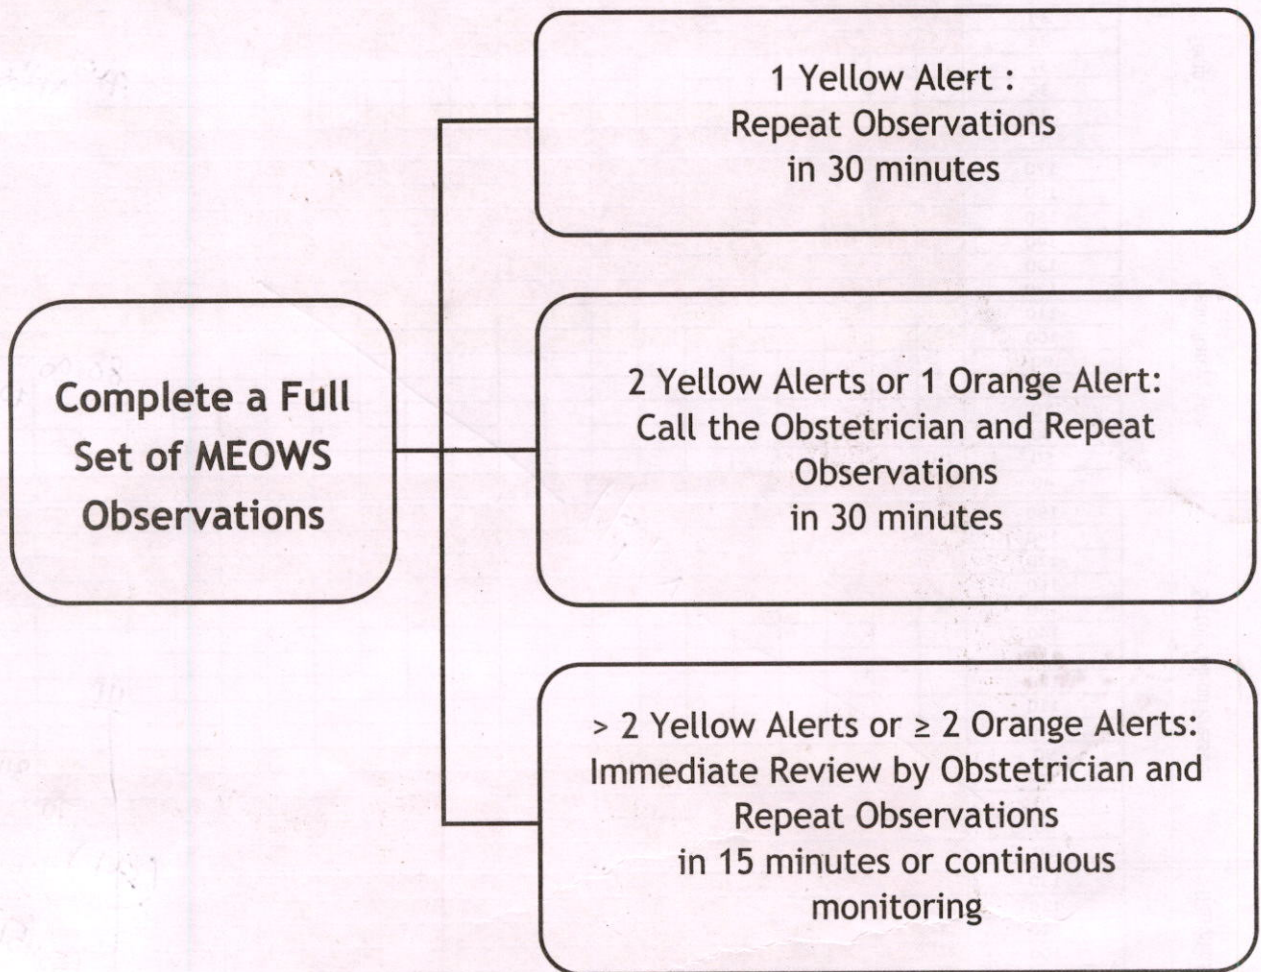 Complete a Full
Set of MEOWS
Observations
1 Yellow Alert :
Repeat Observations
in 30 minutes
2 Yellow Alerts or 1 Orange Alert:
Call the Obstetrician and Repeat
Observations
in 30 minutes
> 2 Yellow Alerts or ≥ 2 Orange Alerts:
Immediate Review by Obstetrician and
Repeat Observations
in 15 minutes or continuous
monitoring